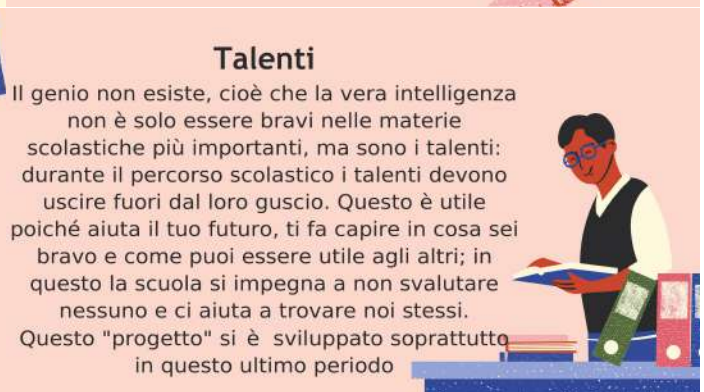 Talenti
Il genio non esiste, cioè che la vera intelligenza
non è solo essere bravi nelle materie
scolastiche più importanti, ma sono i talenti:
durante il percorso scolastico i talenti devono
uscire fuori dal loro guscio. Questo è utile
poiché aiuta il tuo futuro, ti fa capire in cosa sei
bravo e come puoi essere utile agli altri; in
questo la scuola si impegna a non svalutare
nessuno e ci aiuta a trovare noi stessi.
Questo "progetto" si è sviluppato soprattutto
in questo ultimo periodo